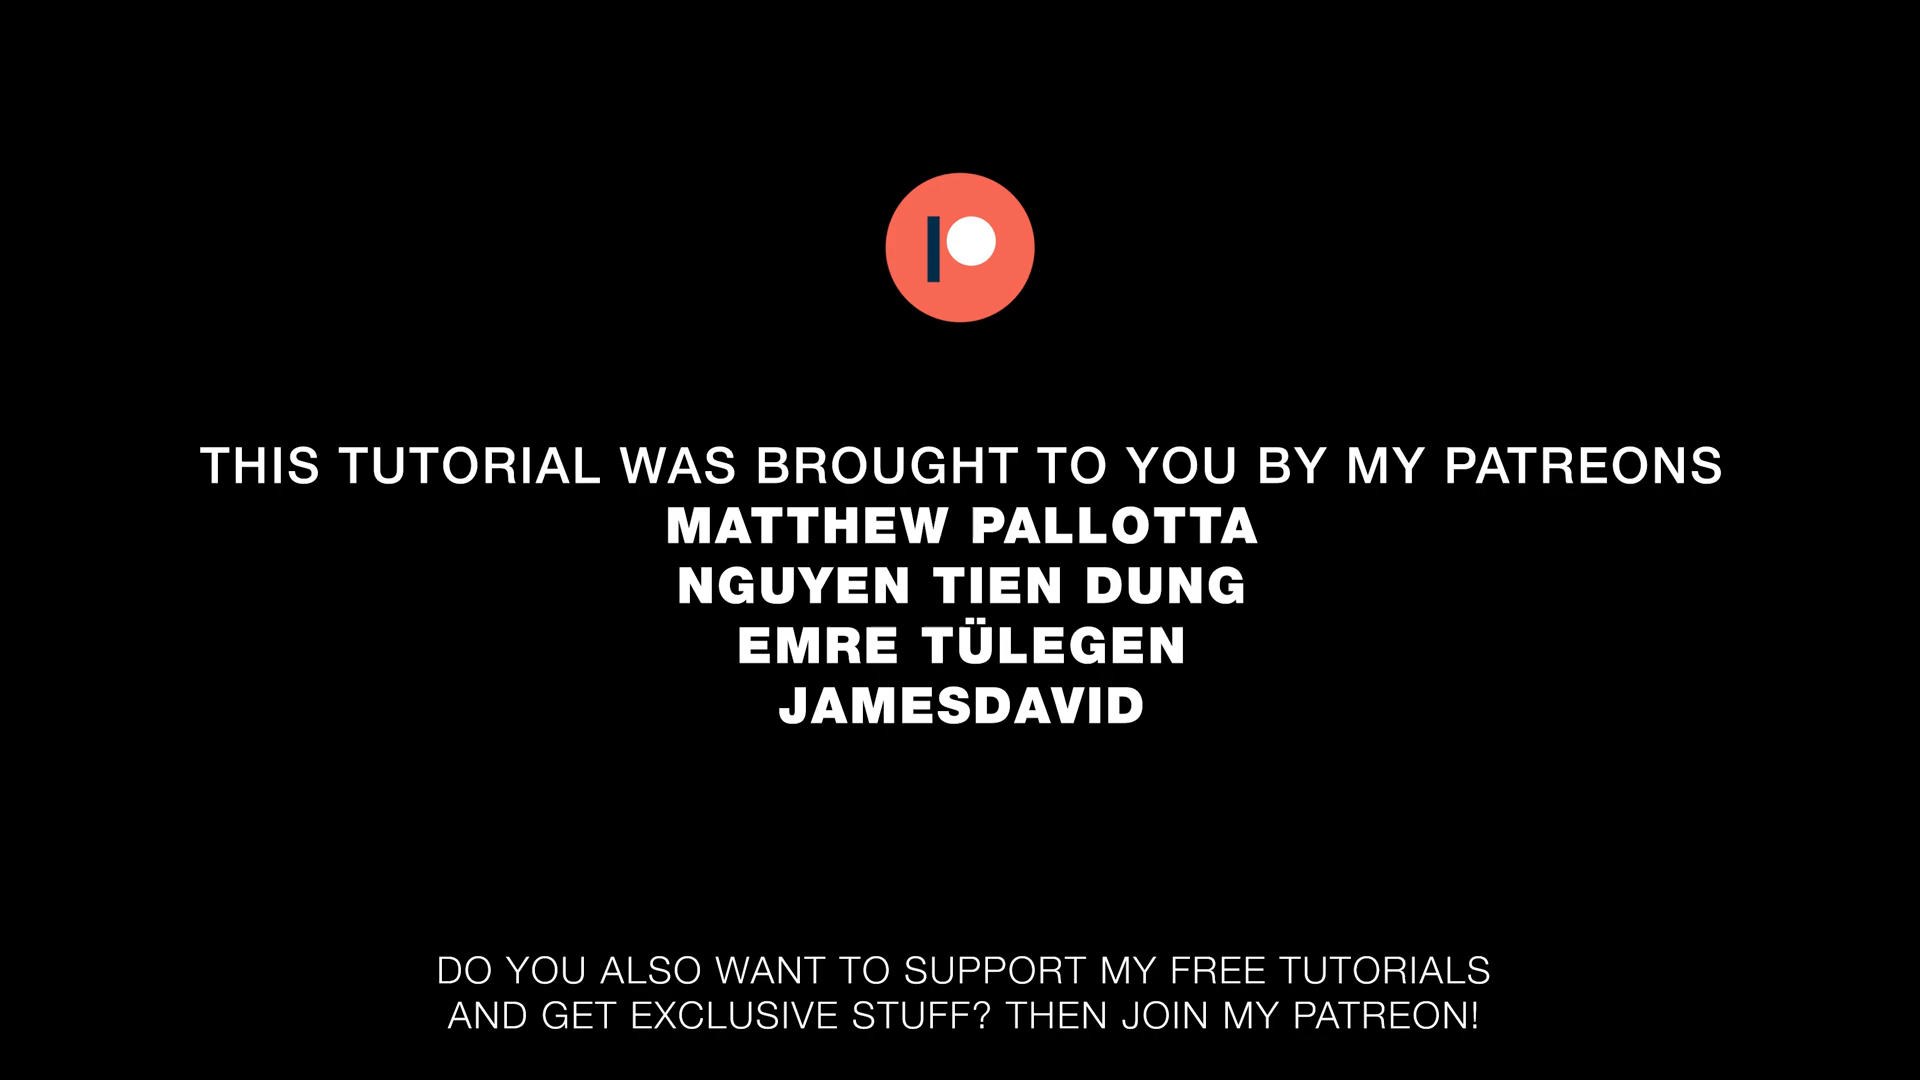 THIS TUTORIAL WAS BROUGHT TO YOU BY MY PATREONS
MATTHEW PALLOTTA
NGUYEN TIEN DUNG
EMRE TÜLEGEN
JAMESDAVID
DO YOU ALSO WANT TO SUPPORT MY FREE TUTORIALS
AND GET EXCLUSIVE STUFF? THEN JOIN MY PATREON!